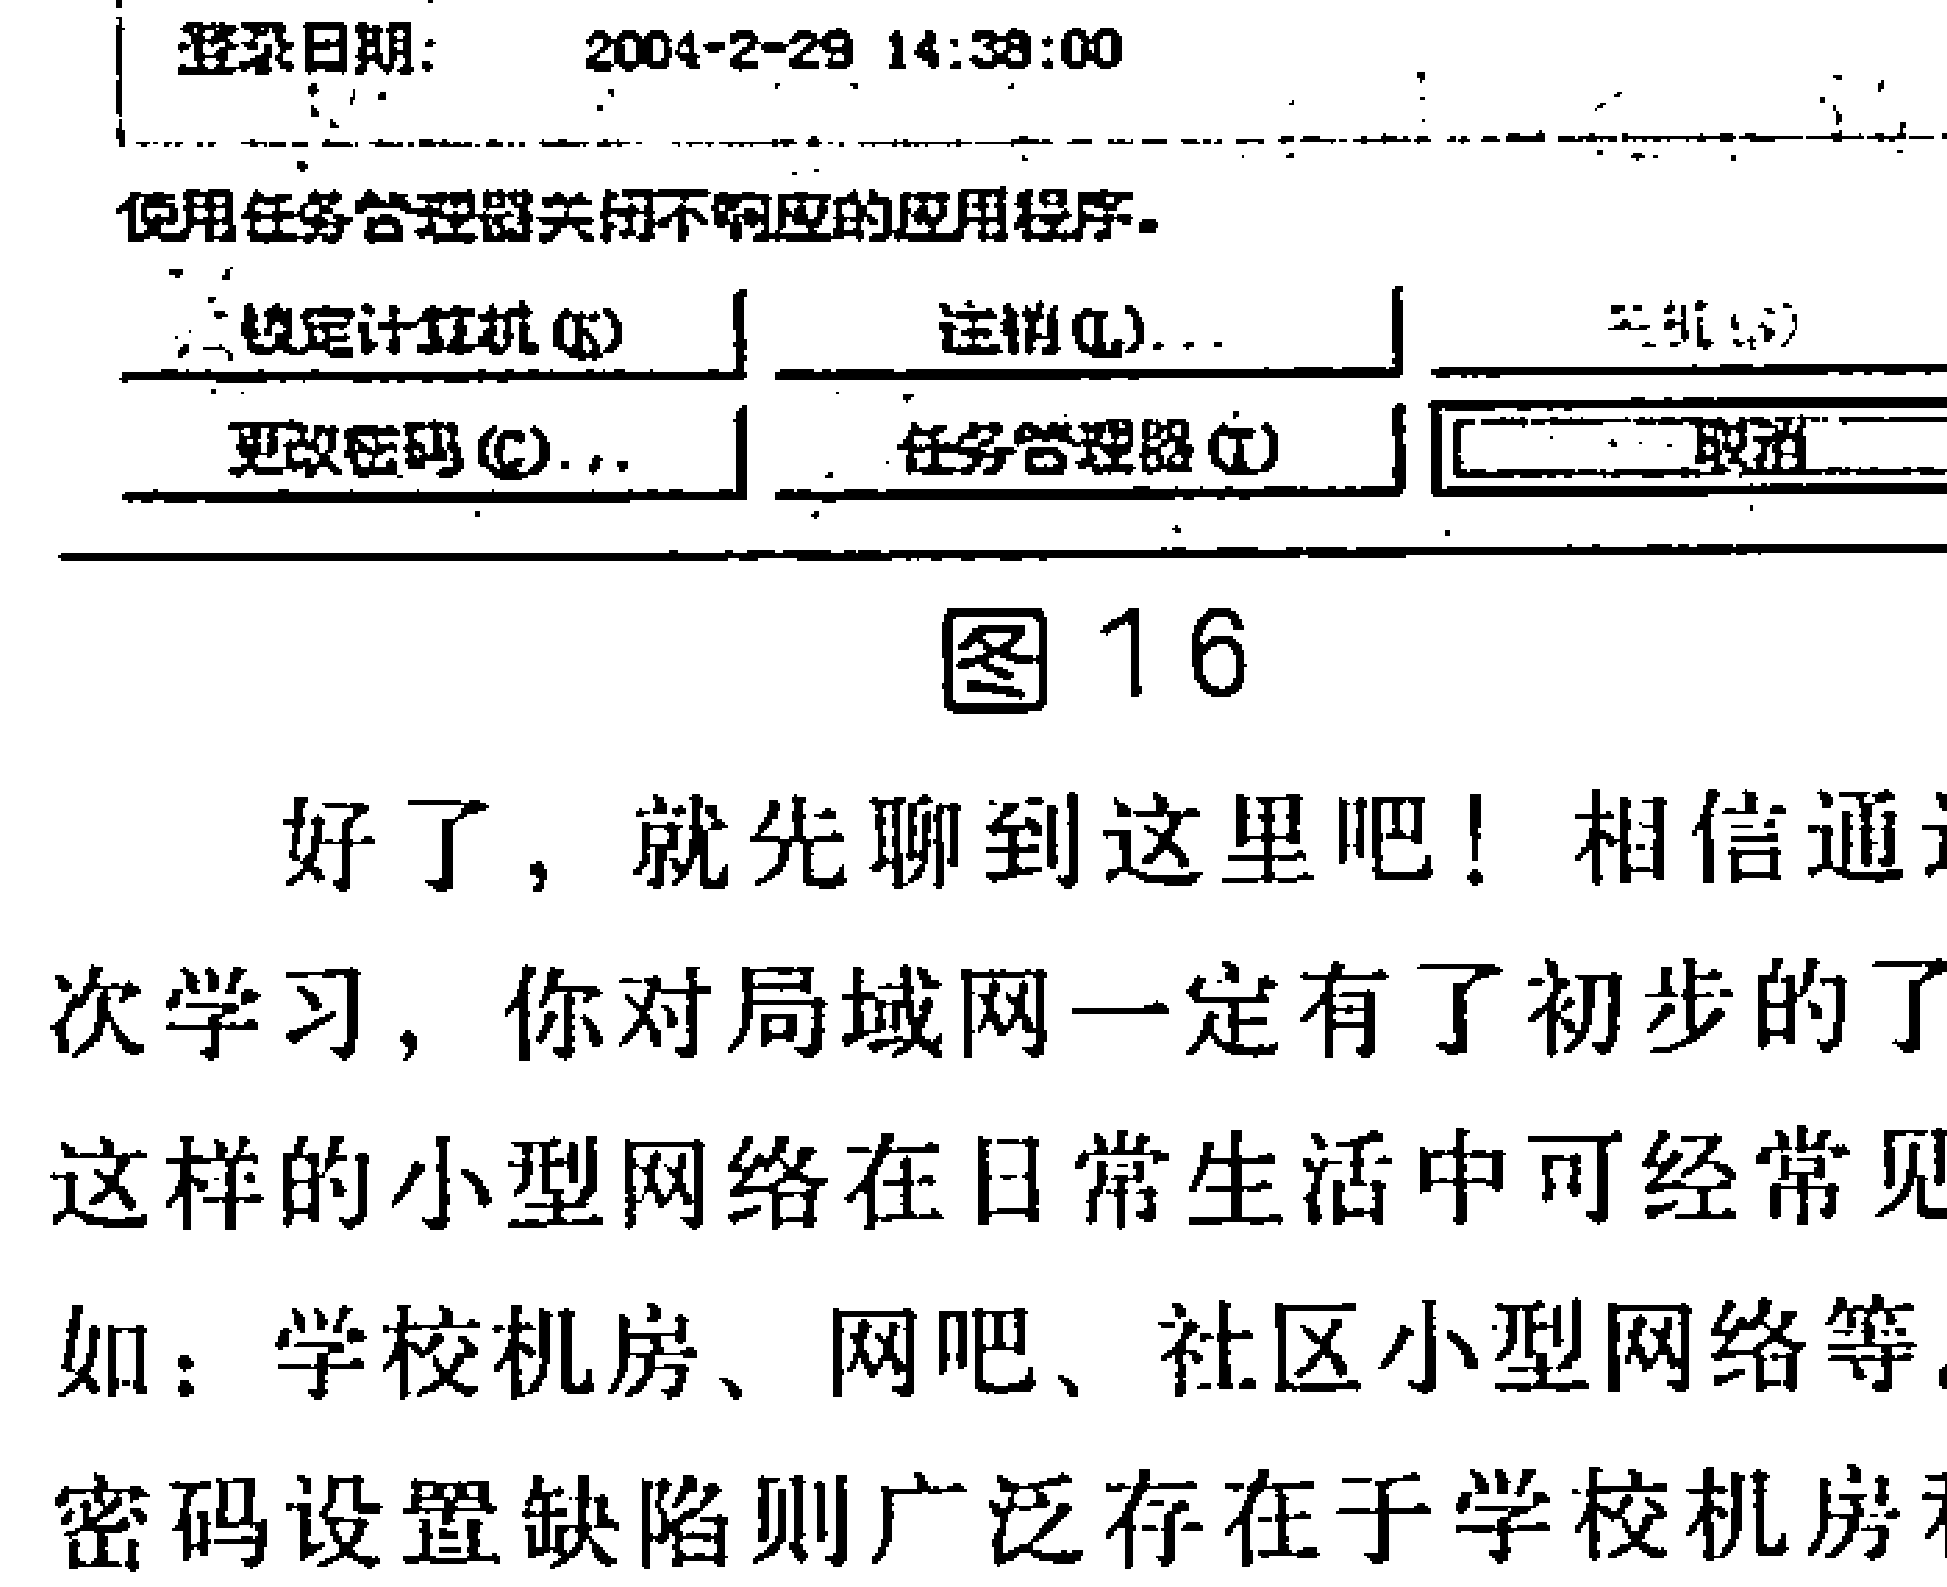 登录日期: 2004-2-29 14:38:00
使用任务管理器关闭不响应的应用程序。
锁定计算机(K) 注销(L)... 关机(S)
更改密码(C)... 任务管理器(T) 取消
图 16
好了，就先聊到这里吧！相信通过
次学习，你对局域网一定有了初步的了
这样的小型网络在日常生活中可经常见
如：学校机房、网吧、社区小型网络等。
密码设置缺陷则广泛存在于学校机房和